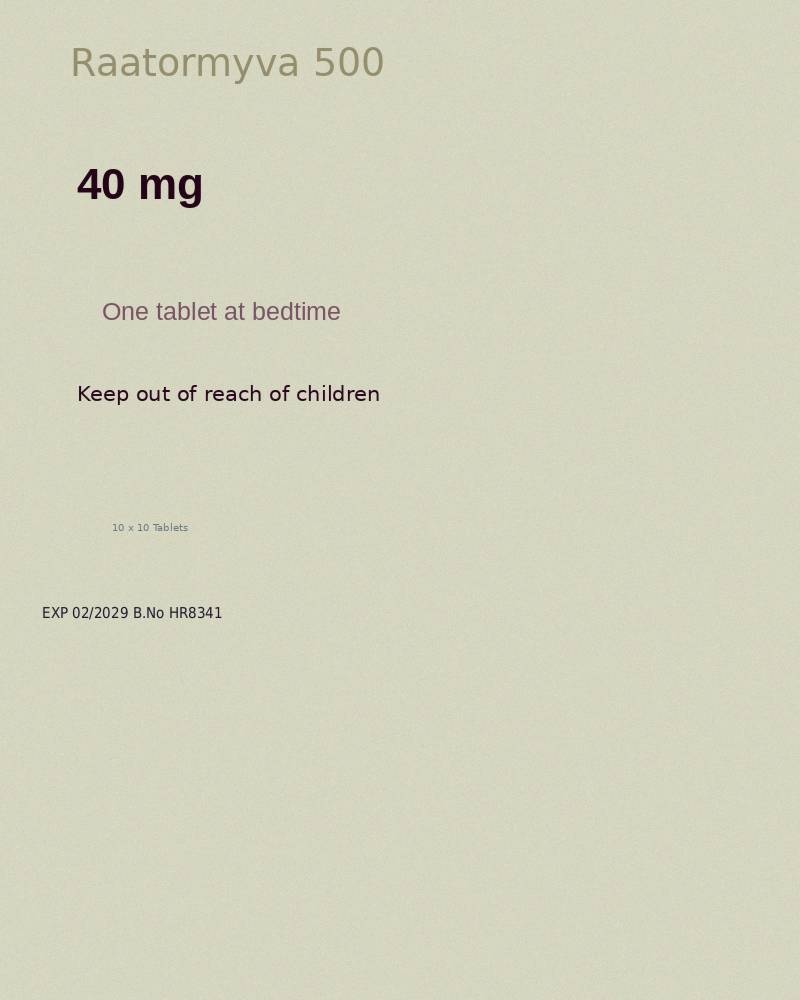 Raatormyva 500
40 mg
One tablet at bedtime
Keep out of reach of children
10 x 10 Tablets
EXP 02/2029 B.No HR8341